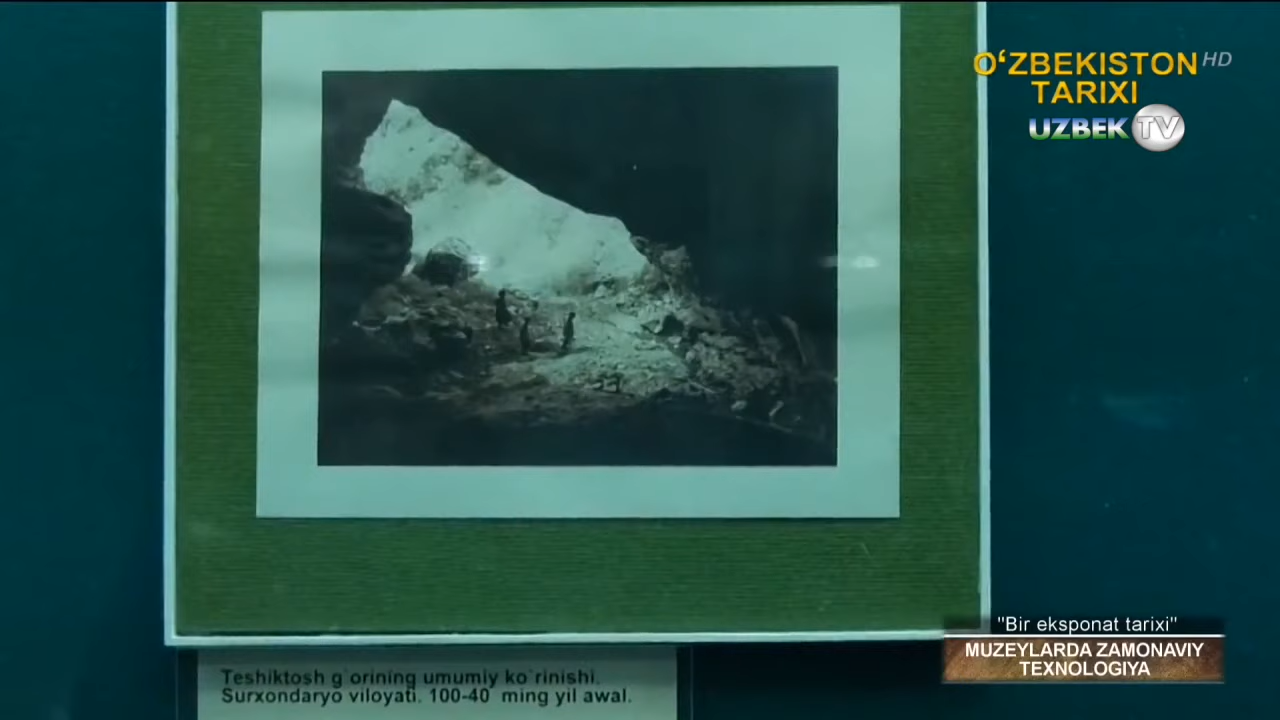 O‘ZBEKISTON HD
TARIXI
UZBEK TV
"Bir eksponat tarixi"
MUZEYLARDA ZAMONAVIY
TEXNOLOGIYA
Teshiktosh g`orining umumiy ko`rinishi.
Surxondaryo viloyati. 100-40 ming yil awal.